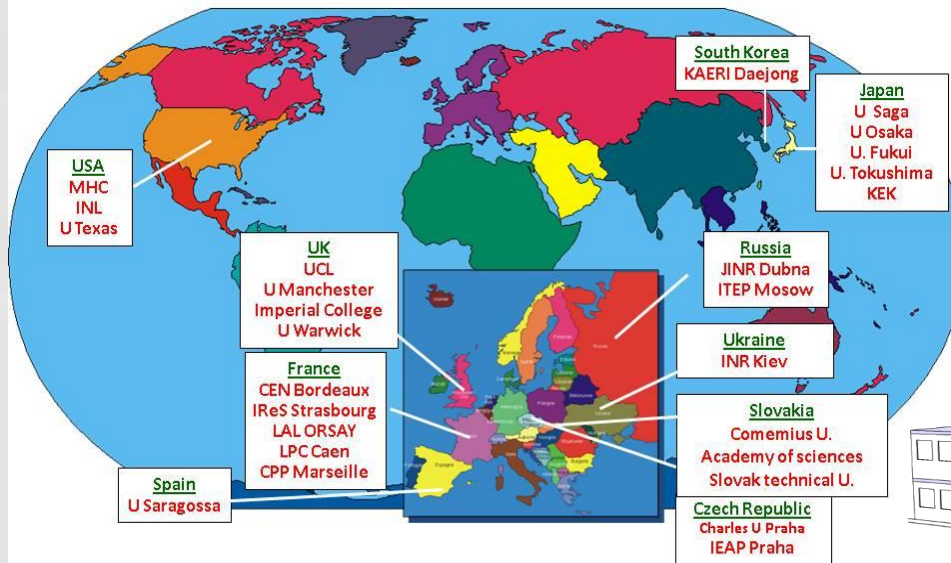 South Korea
KAERI Daejong
Japan
U Saga
U Osaka
U. Fukui
U. Tokushima
KEK
USA
MHC
INL
U Texas
UK
UCL
U Manchester
Imperial College
U Warwick
Russia
JINR Dubna
ITEP Mosow
Ukraine
INR Kiev
France
CEN Bordeaux
IReS Strasbourg
LAL ORSAY
LPC Caen
CPP Marseille
Slovakia
Comemius U.
Academy of sciences
Slovak technical U.
Spain
U Saragossa
Czech Republic
Charles U Praha
IEAP Praha
Espagne
Pologne